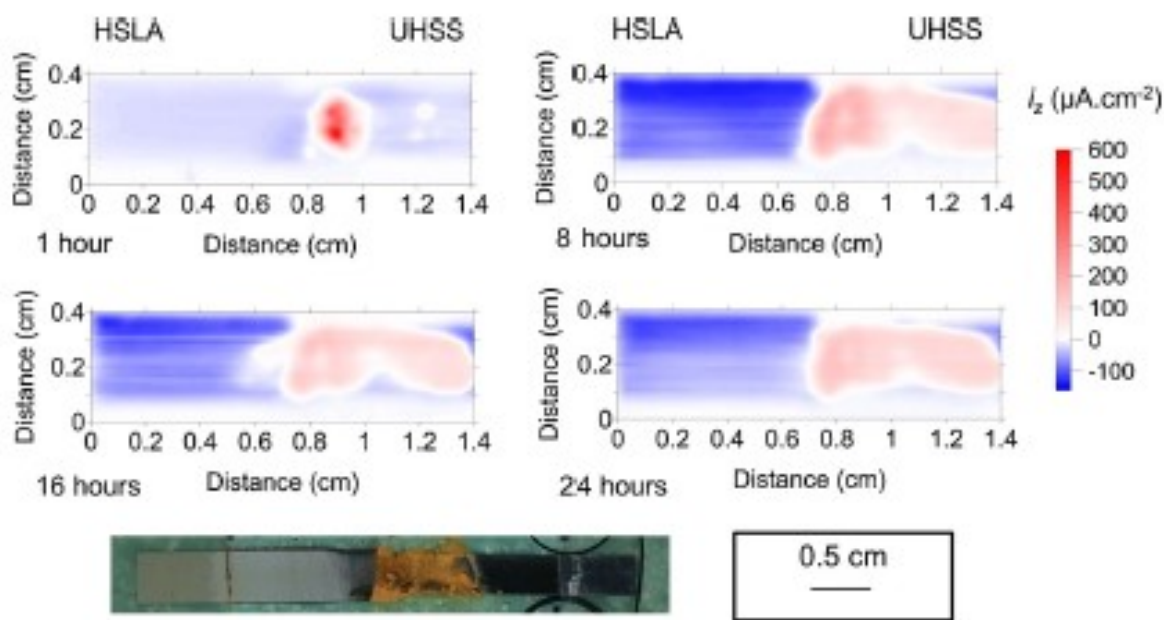 HSLA UHSS HSLA UHSS
Distance (cm) 0.4 0.2 0
0 0.2 0.4 0.6 0.8 1 1.2 1.4
1 hour Distance (cm)
Distance (cm) 0.4 0.2 0
0 0.2 0.4 0.6 0.8 1 1.2 1.4
8 hours Distance (cm)
iz (µA.cm-2)
600
500
400
300
200
100
0
-100
Distance (cm) 0.4 0.2 0
0 0.2 0.4 0.6 0.8 1 1.2 1.4
16 hours Distance (cm)
Distance (cm) 0.4 0.2 0
0 0.2 0.4 0.6 0.8 1 1.2 1.4
24 hours Distance (cm)
0.5 cm